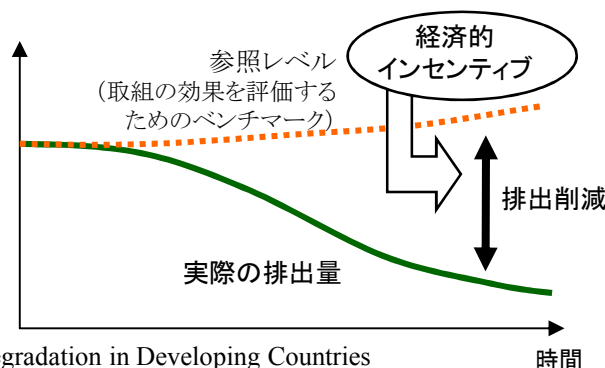 経済的
インセンティブ
参照レベル
（取組の効果を評価する
ためのベンチマーク）
排出削減
実際の排出量
egradation in Developing Countries
時間